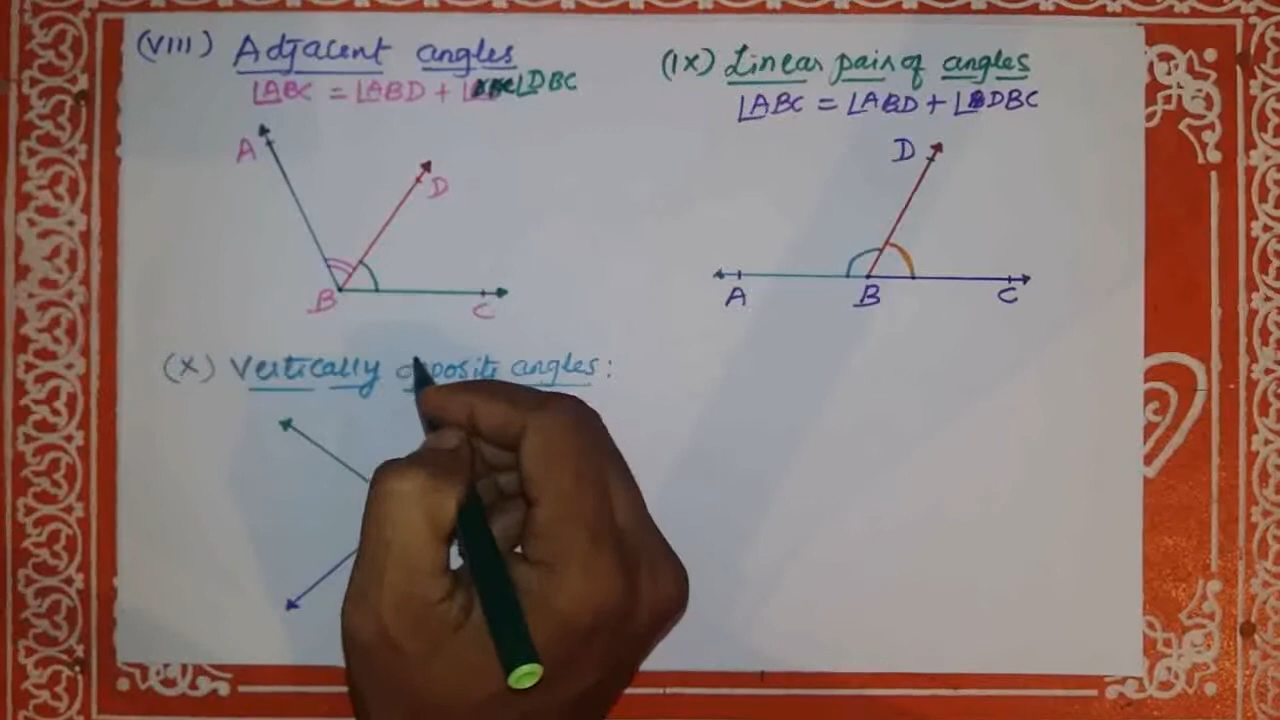 (VIII) Adjacent angles
∠ABC = ∠ABD + ∠DBC
A
D
B
C
(IX) Linear pair of angles
∠ABC = ∠ABD + ∠DBC
D
A
B
C
(X) Vertically opposite angles: